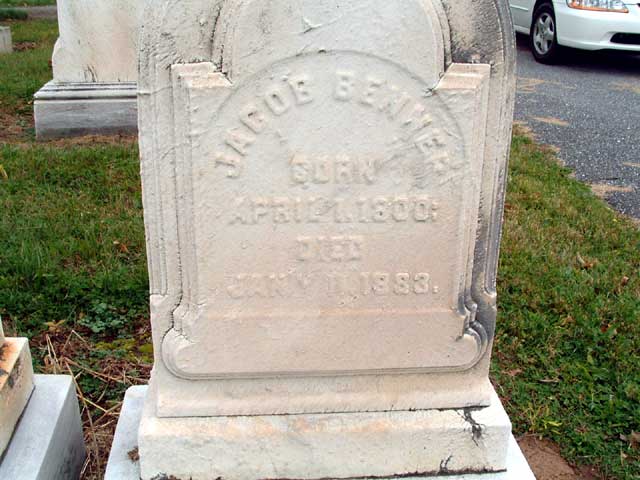 JACOB BENNER
BORN
APRIL 1. 1800;
DIED
JANY 11, 1883.